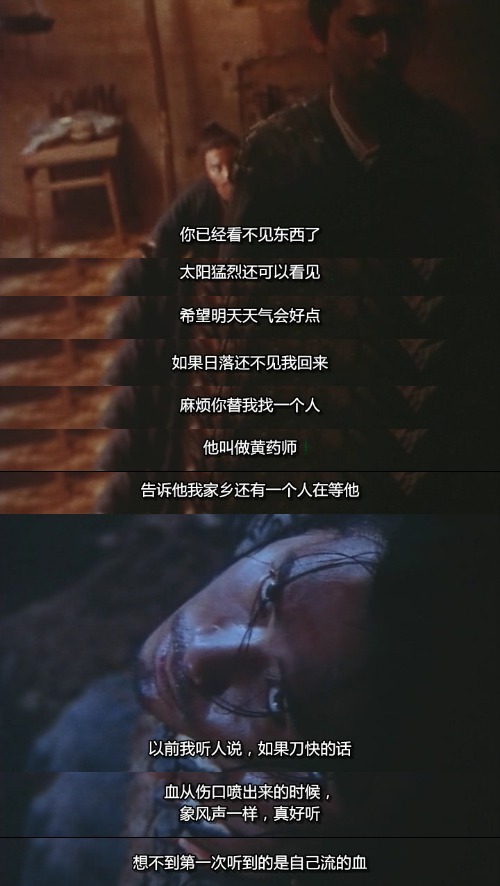 你已经看不见东西了
太阳猛烈还可以看见
希望明天天气会好点
如果日落还不见我回来
麻烦你替我找一个人
他叫做黄药师
告诉他我家乡还有一个人在等他
以前我听人说，如果刀快的话
血从伤口喷出来的时候，
象风声一样，真好听
想不到第一次听到的是自己流的血